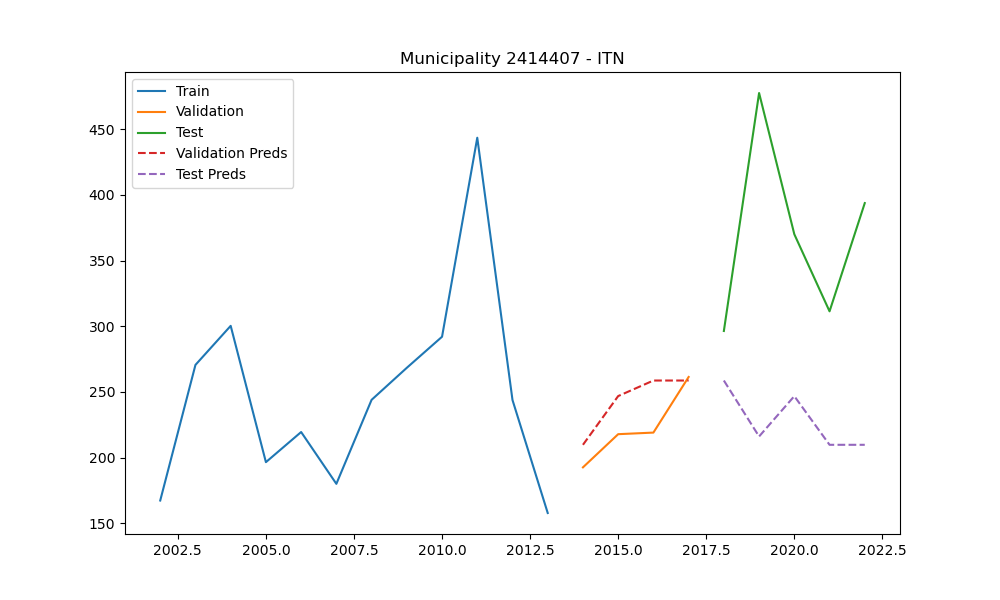 Municipality 2414407 - ITN
Train
Validation
Test
Validation Preds
Test Preds
450
400
350
300
250
200
150
2002.5 2005.0 2007.5 2010.0 2012.5 2015.0 2017.5 2020.0 2022.5